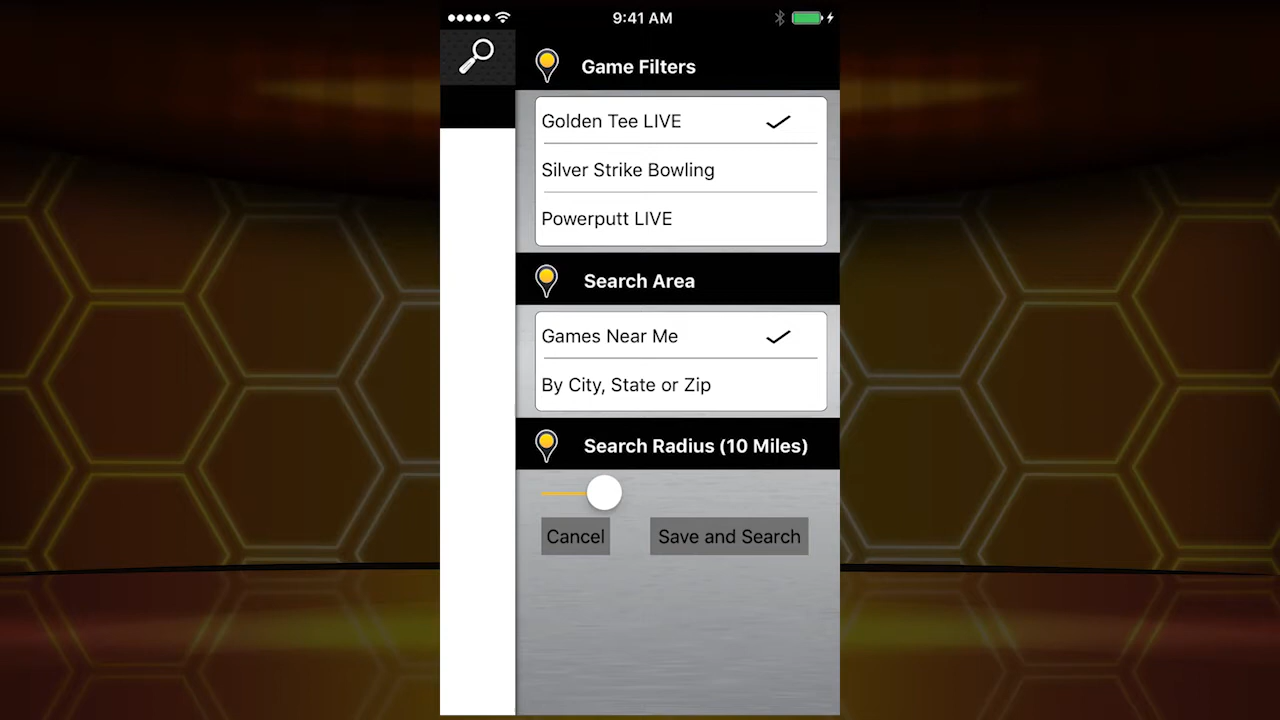 9:41 AM
Game Filters
Golden Tee LIVE
Silver Strike Bowling
Powerputt LIVE
Search Area
Games Near Me
By City, State or Zip
Search Radius (10 Miles)
Cancel
Save and Search